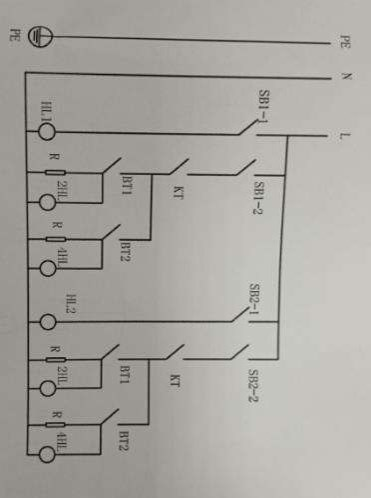 PE
PE
N
L
HL1
SB1-1
R
2HL
BT1
KT
SB1-2
R
4HL
BT2
HL2
SB2-1
R
2HL
BT1
KT
SB2-2
R
4HL
BT2